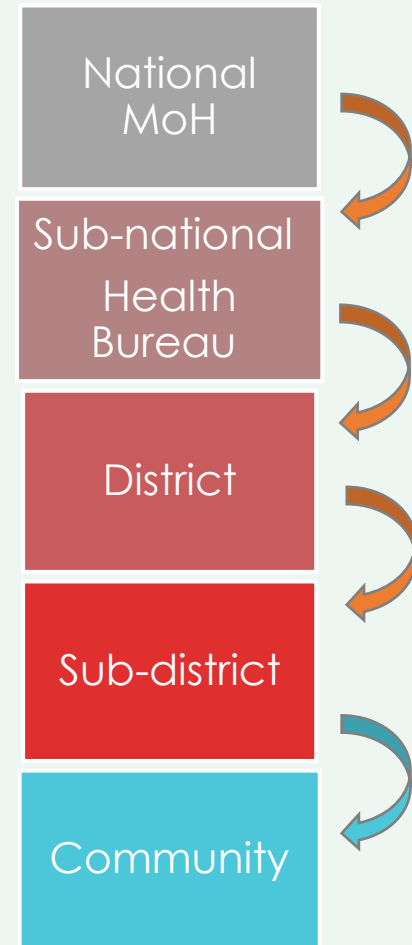 National
MoH
Sub-national
Health
Bureau
District
Sub-district
Community